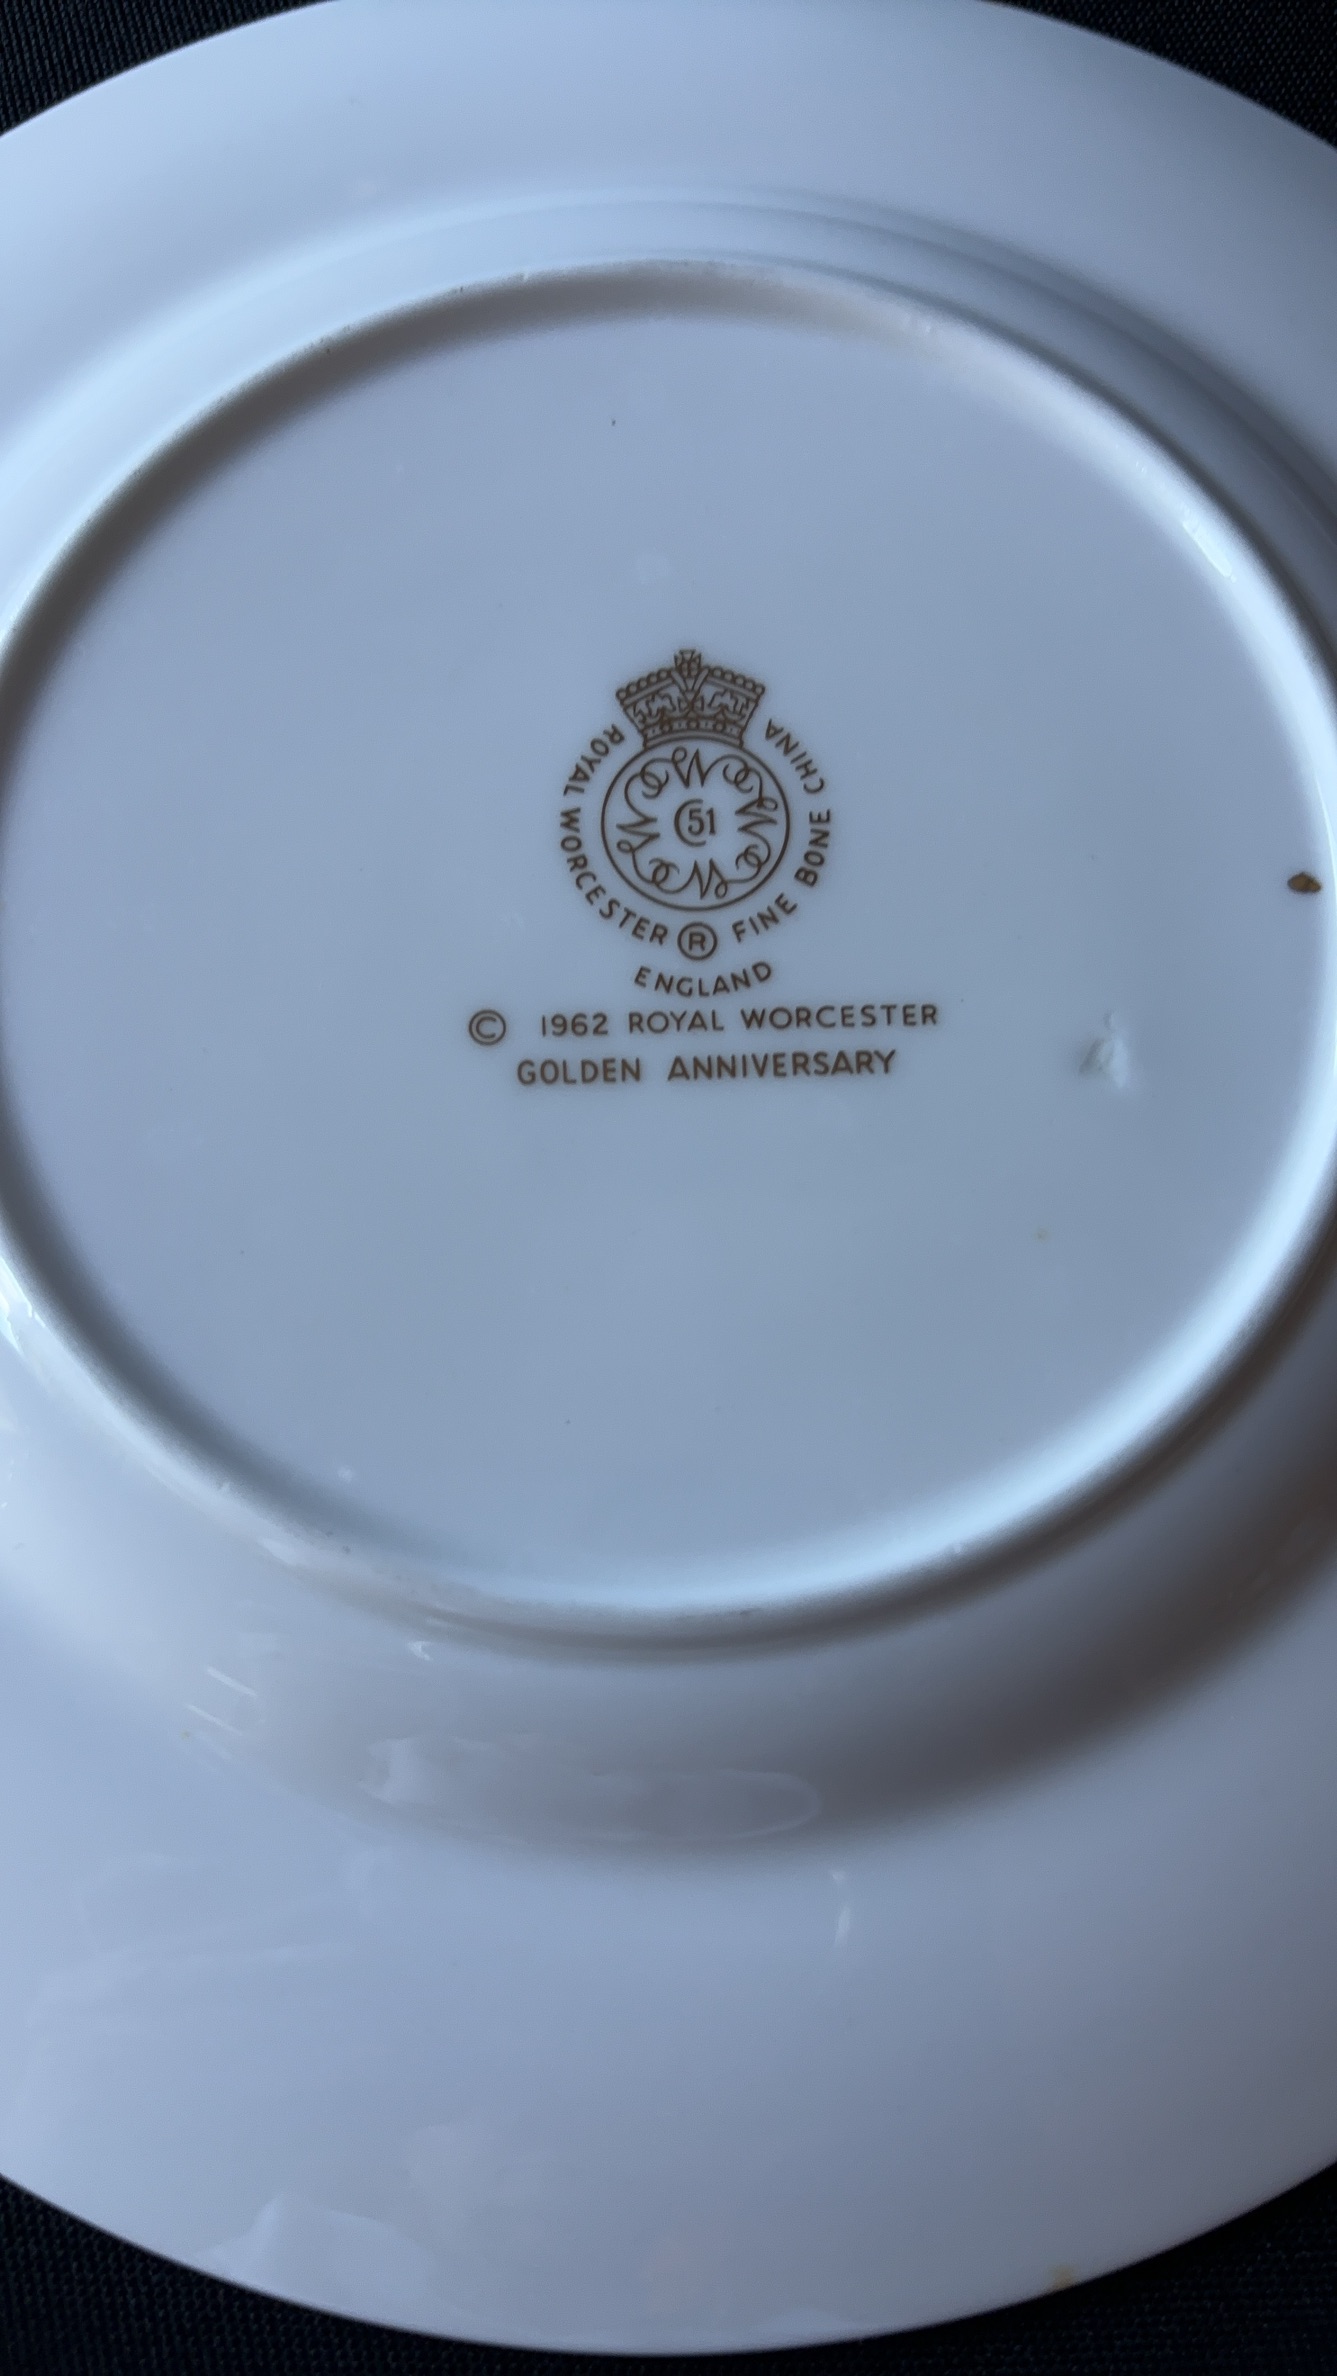 ROYAL WORCESTER ® FINE BONE CHINA
51
ENGLAND
© 1962 ROYAL WORCESTER
GOLDEN ANNIVERSARY